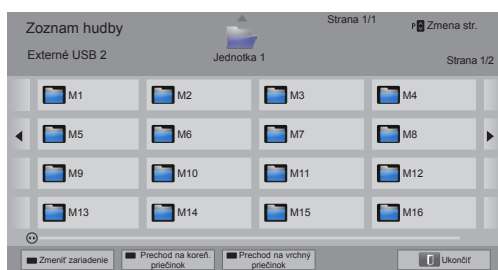 Zoznam hudby
Strana 1/1
P Zmena str.
Externé USB 2
Jednotka 1
Strana 1/2
M1 M2 M3 M4
M5 M6 M7 M8
M9 M10 M11 M12
M13 M14 M15 M16
Zmeniť zariadenie
Prechod na koreň.
priečinok
Prechod na vrchný
priečinok
Ukončiť